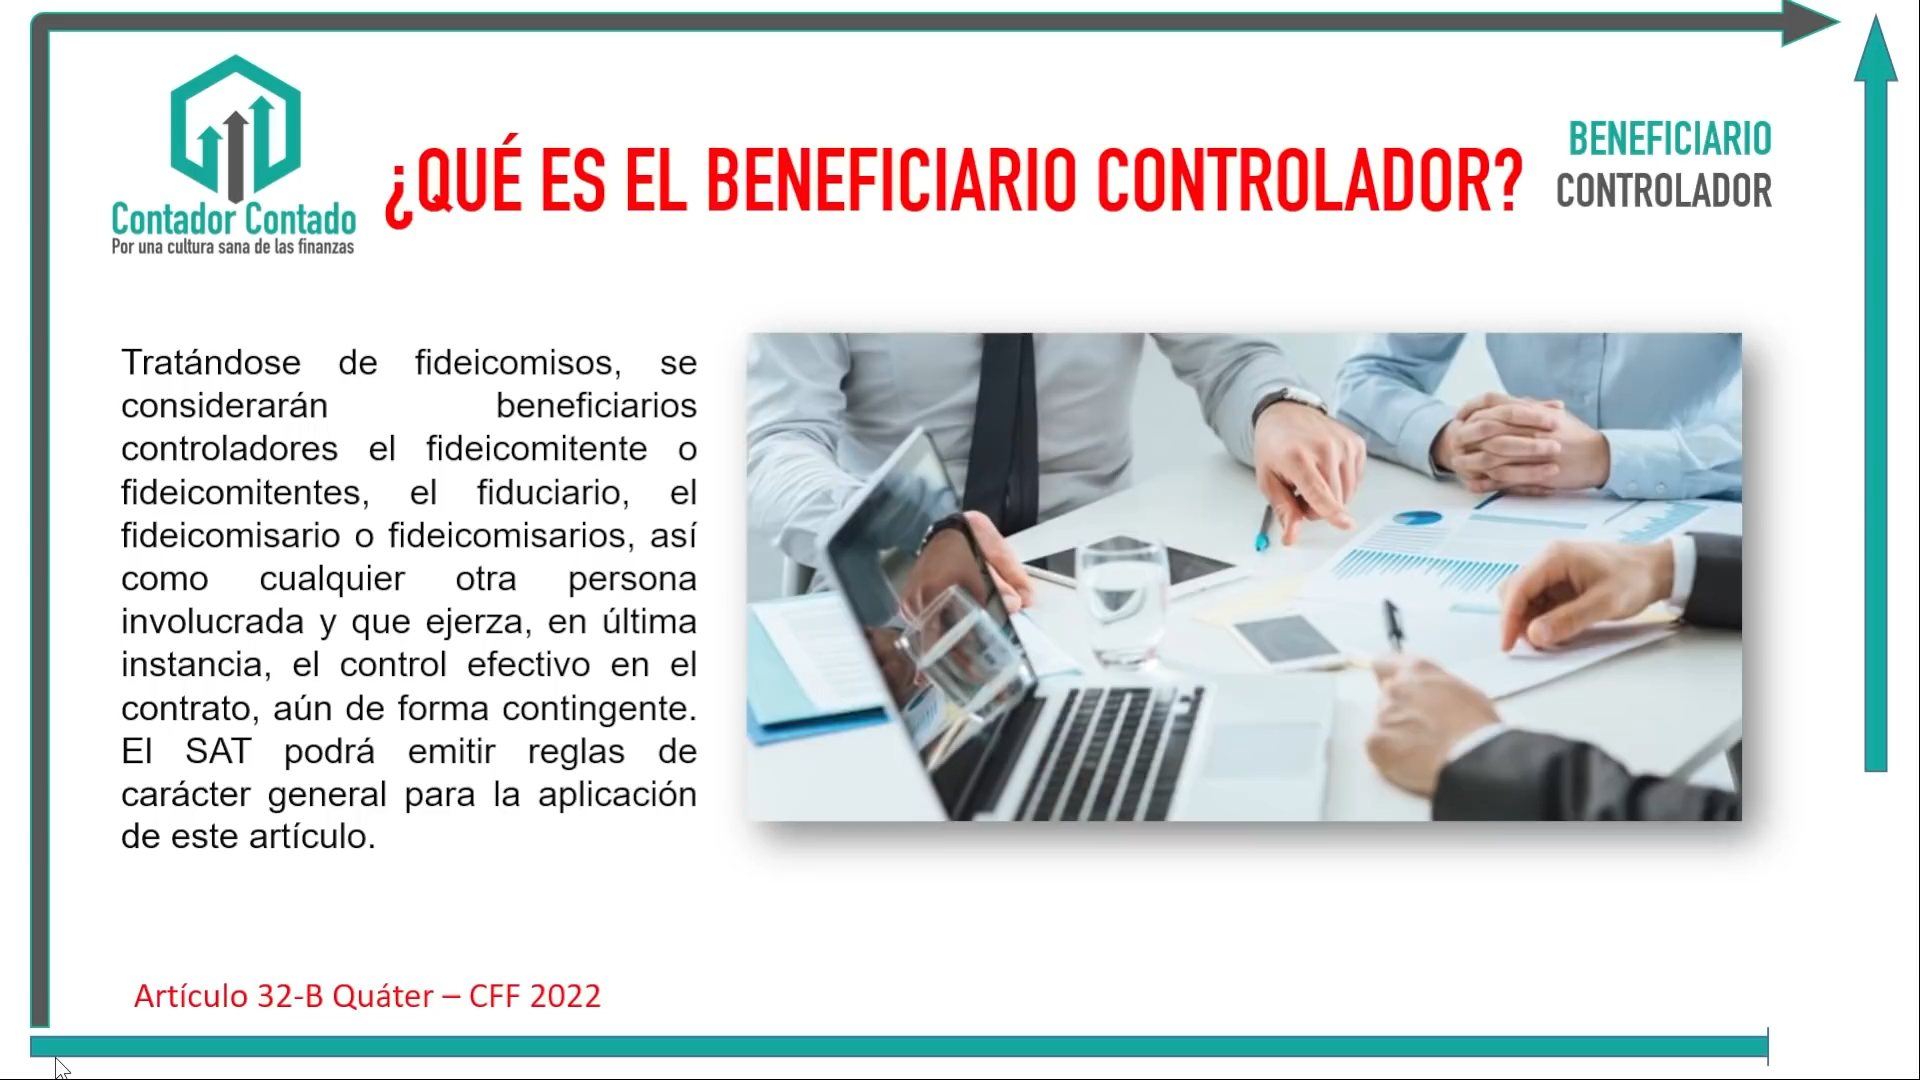 Contador Contado
Por una cultura sana de las finanzas
¿QUÉ ES EL BENEFICIARIO CONTROLADOR?
BENEFICIARIO
CONTROLADOR
Tratándose de fideicomisos, se
considerarán beneficiarios
controladores el fideicomitente o
fideicomitentes, el fiduciario, el
fideicomisario o fideicomisarios, así
como cualquier otra persona
involucrada y que ejerza, en última
instancia, el control efectivo en el
contrato, aún de forma contingente.
El SAT podrá emitir reglas de
carácter general para la aplicación
de este artículo.
Artículo 32-B Quáter – CFF 2022